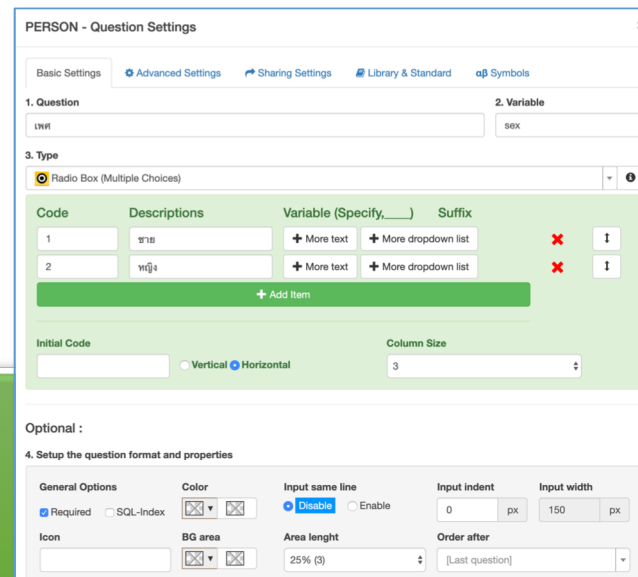 PERSON - Question Settings
Basic Settings Advanced Settings Sharing Settings Library & Standard αβ Symbols
1. Question 2. Variable
เพศ sex
3. Type
Radio Box (Multiple Choices)
Code Descriptions Variable (Specify,____) Suffix
1 ชาย + More text + More dropdown list
2 หญิง + More text + More dropdown list
+ Add Item
Initial Code Column Size
Vertical Horizontal 3
Optional :
4. Setup the question format and properties
General Options Color Input same line Input indent Input width
Required SQL-Index Disable Enable 0 px 150 px
Icon BG area Area lenght Order after
25% (3) [Last question]